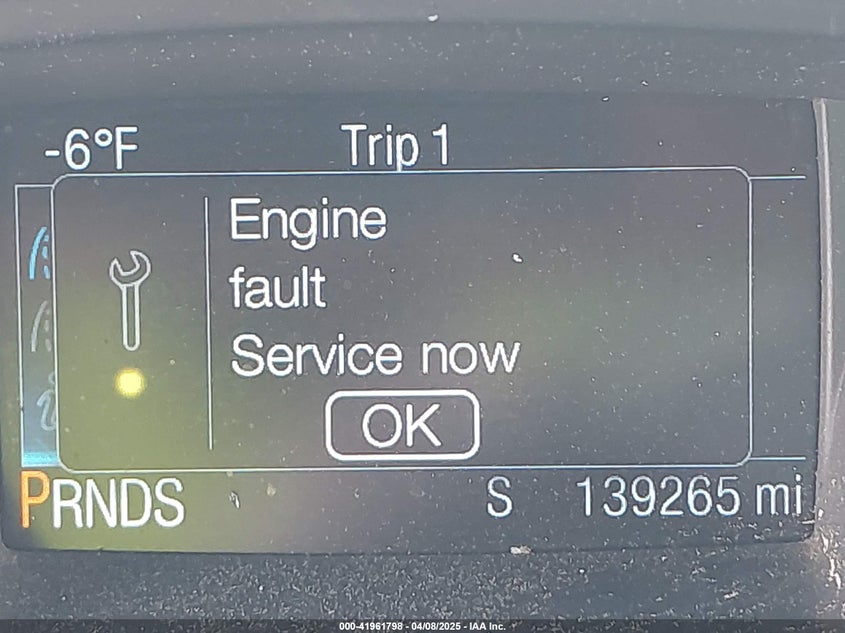 -6°F Trip 1
Engine
fault
Service now
OK
PRNDS S 139265 mi
000-41961798 - 04/08/2025 - IAA Inc.